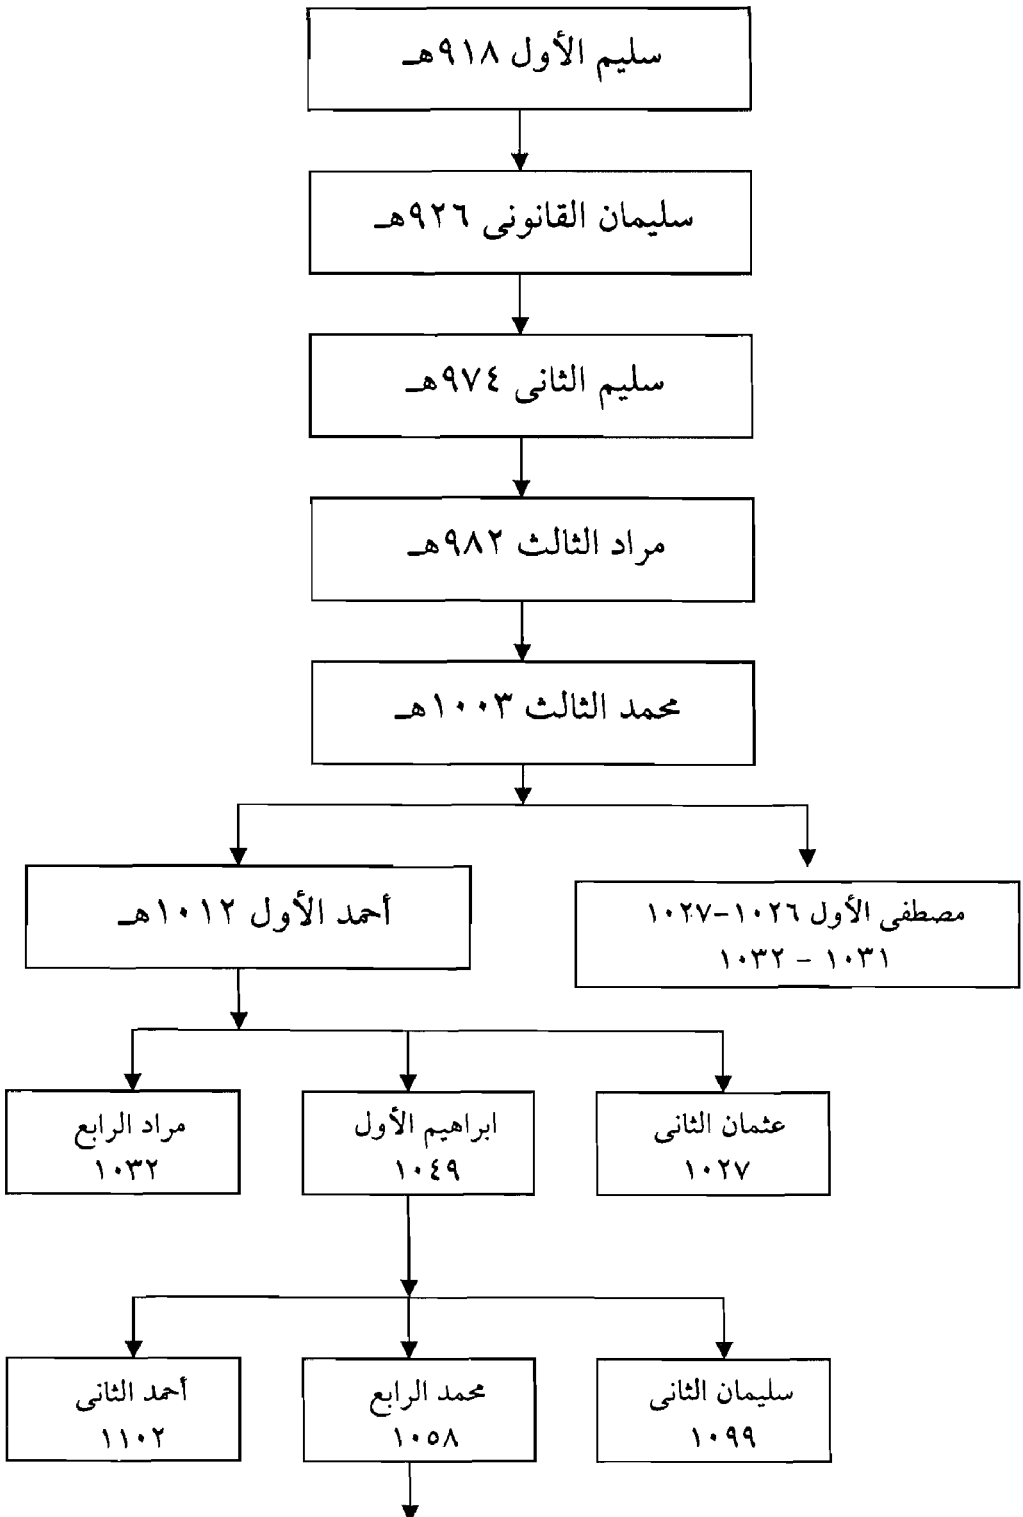 سليم الأول ٩١٨هـ
سليمان القانونى ٩٢٦هـ
سليم الثانى ٩٧٤هـ
مراد الثالث ٩٨٢هـ
محمد الثالث ١٠٠٣هـ
مصطفى الأول ١٠٢٦-١٠٢٧
١٠٣١ - ١٠٣٢
أحمد الأول ١٠١٢هـ
عثمان الثانى
١٠٢٧
ابراهيم الأول
١٠٤٩
مراد الرابع
١٠٣٢
سليمان الثانى
١٠٩٩
محمد الرابع
١٠٥٨
أحمد الثانى
١١٠٢